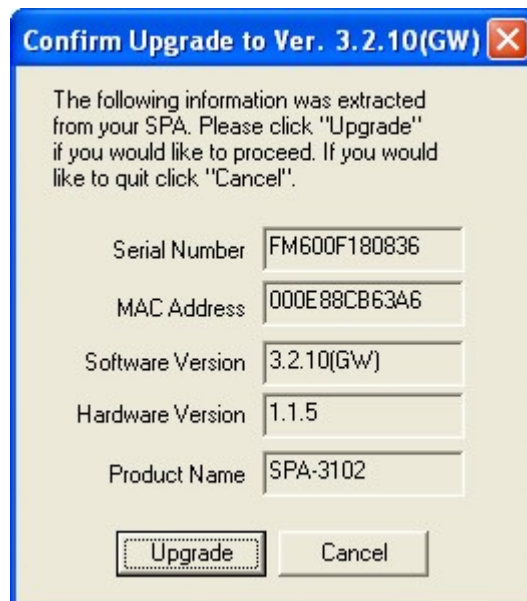 Confirm Upgrade to Ver. 3.2.10(GW)
The following information was extracted
from your SPA. Please click "Upgrade"
if you would like to proceed. If you would
like to quit click "Cancel".
Serial Number FM600F180836
MAC Address 000E88CB63A6
Software Version 3.2.10(GW)
Hardware Version 1.1.5
Product Name SPA-3102
Upgrade Cancel